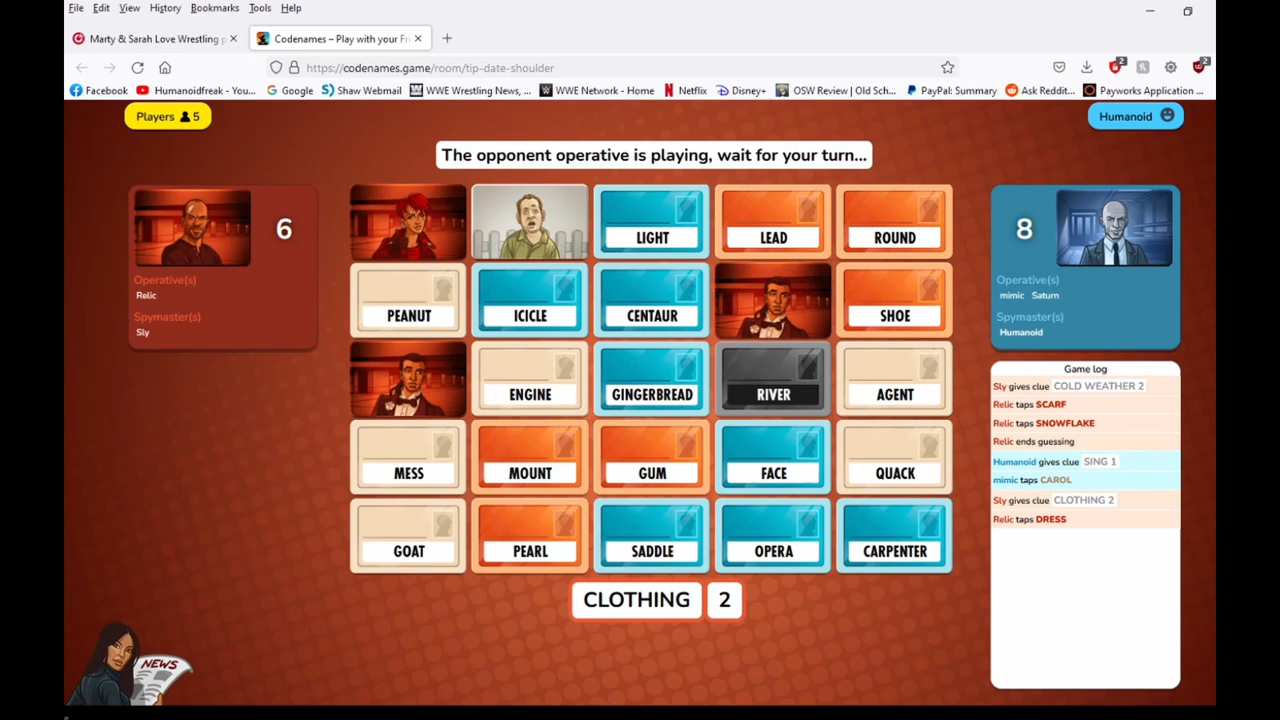 File Edit View History Bookmarks Tools Help
Marty & Sarah Love Wrestling
Codenames – Play with your Fri
https://codenames.game/room/tip-date-shoulder
2 2
Facebook Humanoidfreak - You... Google Shaw Webmail WWE Wrestling News, ... WWE Network - Home Netflix Disney+ OSW Review | Old Sch... PayPal: Summary Ask Reddit... Payworks Application ...
Players 5
Humanoid
The opponent operative is playing, wait for your turn...
6
Operative(s)
Relic
Spymaster(s)
Sly
LIGHT LEAD ROUND
PEANUT ICICLE CENTAUR SHOE
ENGINE GINGERBREAD RIVER AGENT
MESS MOUNT GUM FACE QUACK
GOAT PEARL SADDLE OPERA CARPENTER
CLOTHING 2
8
Operative(s)
mimic Saturn
Spymaster(s)
Humanoid
Game log
Sly gives clue COLD WEATHER 2
Relic taps SCARF
Relic taps SNOWFLAKE
Relic ends guessing
Humanoid gives clue SING 1
mimic taps CAROL
Sly gives clue CLOTHING 2
Relic taps DRESS
NEWS